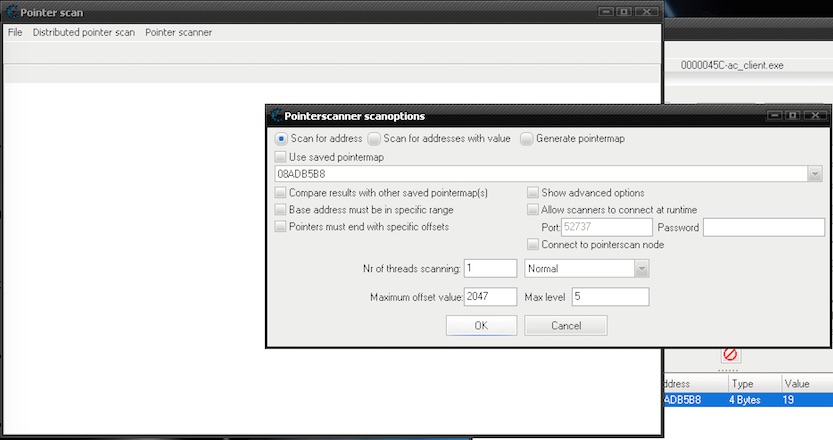 Pointer scan
File Distributed pointer scan Pointer scanner
0000045C-ac_client.exe
Pointerscanner scanoptions
Scan for address Scan for addresses with value Generate pointermap
Use saved pointermap
08ADB5B8
Compare results with other saved pointermap(s) Show advanced options
Base address must be in specific range Allow scanners to connect at runtime
Pointers must end with specific offsets Port: 52737 Password
Connect to pointerscan node
Nr of threads scanning: 1 Normal
Maximum offset value: 2047 Max level 5
OK Cancel
ddress Type Value
ADB5B8 4 Bytes 19